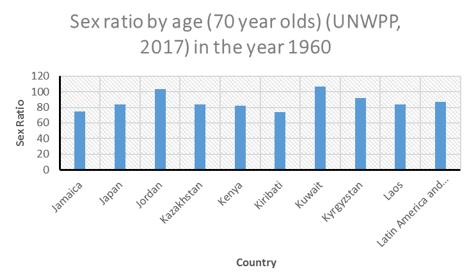 Sex ratio by age (70 year olds) (UNWPP,
2017) in the year 1960
120
100
80
60
40
20
0
Sex Ratio
Jamaica
Japan
Jordan
Kazakhstan
Kenya
Kiribati
Kuwait
Kyrgyzstan
Laos
Latin America and...
Country